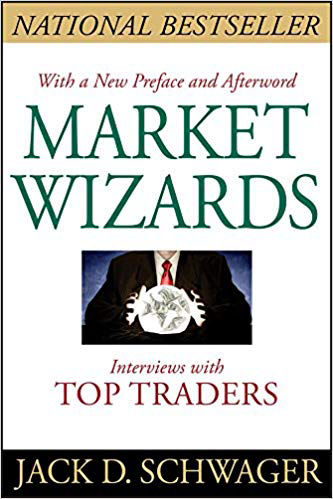 NATIONAL BESTSELLER
With a New Preface and Afterword
MARKET
WIZARDS
Interviews with
TOP TRADERS
JACK D. SCHWAGER